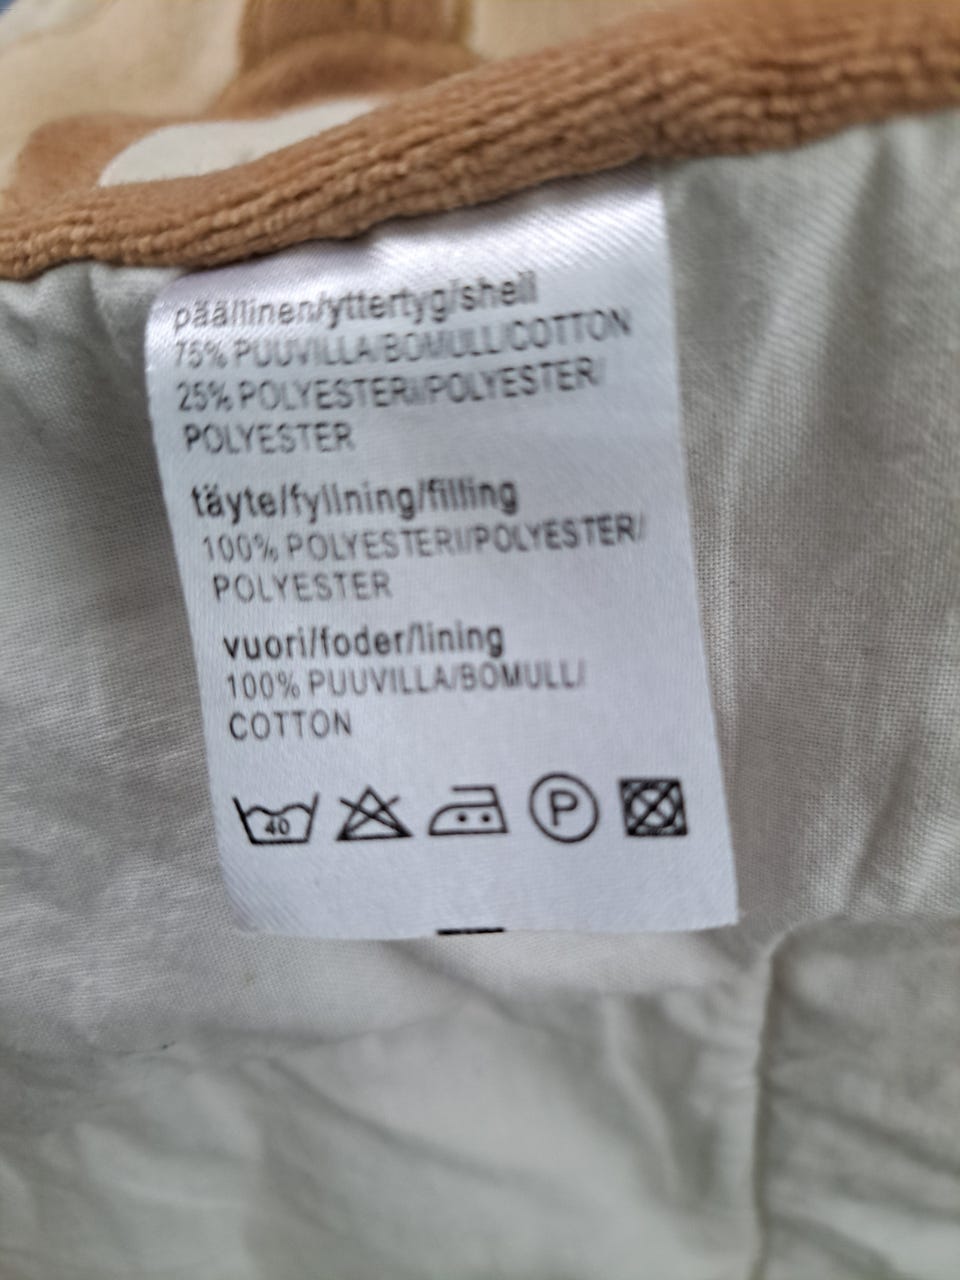 päällinen/yttertyg/shell
75% PUUVILLA/BOMULL/COTTON
25% POLYESTERI/POLYESTER/
POLYESTER
täyte/fyllning/filling
100% POLYESTERI/POLYESTER/
POLYESTER
vuori/foder/lining
100% PUUVILLA/BOMULL/
COTTON
40 P